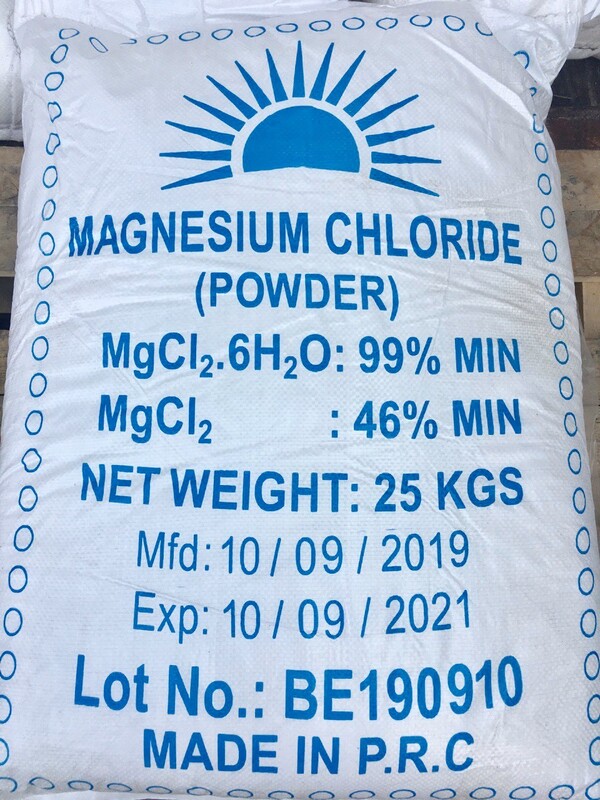 MAGNESIUM CHLORIDE
(POWDER)
MgCl₂.6H₂O: 99% MIN
MgCl₂ : 46% MIN
NET WEIGHT: 25 KGS
Mfd: 10 / 09 / 2019
Exp: 10 / 09 / 2021
Lot No.: BE190910
MADE IN P.R.C